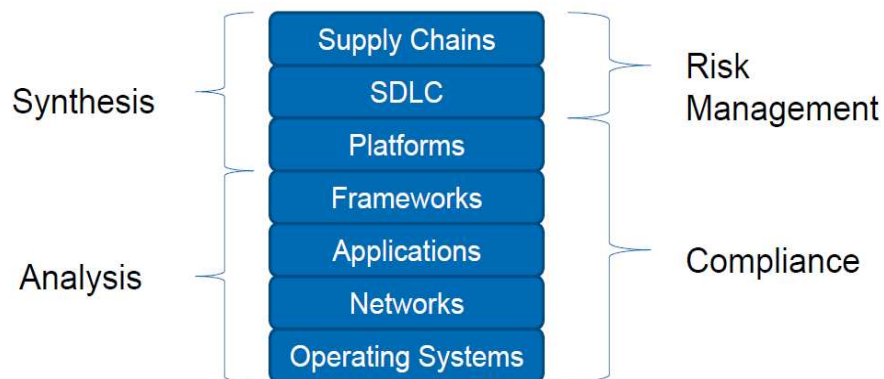 Supply Chains
SDLC
Platforms
Frameworks
Applications
Networks
Operating Systems
Synthesis
Analysis
Risk
Management
Compliance